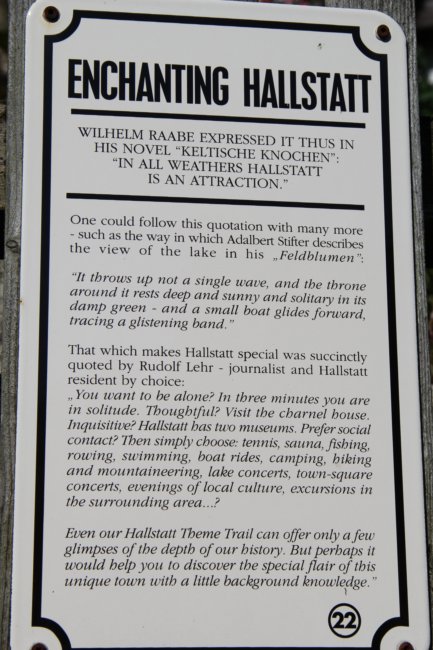 ENCHANTING HALLSTATT
WILHELM RAABE EXPRESSED IT THUS IN
HIS NOVEL “KELTISCHE KNOCHEN”:
“IN ALL WEATHERS HALLSTATT
IS AN ATTRACTION.”
One could follow this quotation with many more
- such as the way in which Adalbert Stifter describes
the view of the lake in his „Feldblumen”:
“It throws up not a single wave, and the throne
around it rests deep and sunny and solitary in its
damp green - and a small boat glides forward,
tracing a glistening band.”
That which makes Hallstatt special was succinctly
quoted by Rudolf Lehr - journalist and Hallstatt
resident by choice:
„You want to be alone? In three minutes you are
in solitude. Thoughtful? Visit the charnel house.
Inquisitive? Hallstatt has two museums. Prefer social
contact? Then simply choose: tennis, sauna, fishing,
rowing, swimming, boat rides, camping, hiking
and mountaineering, lake concerts, town-square
concerts, evenings of local culture, excursions in
the surrounding area...?
Even our Hallstatt Theme Trail can offer only a few
glimpses of the depth of our history. But perhaps it
would help you to discover the special flair of this
unique town with a little background knowledge.”
22